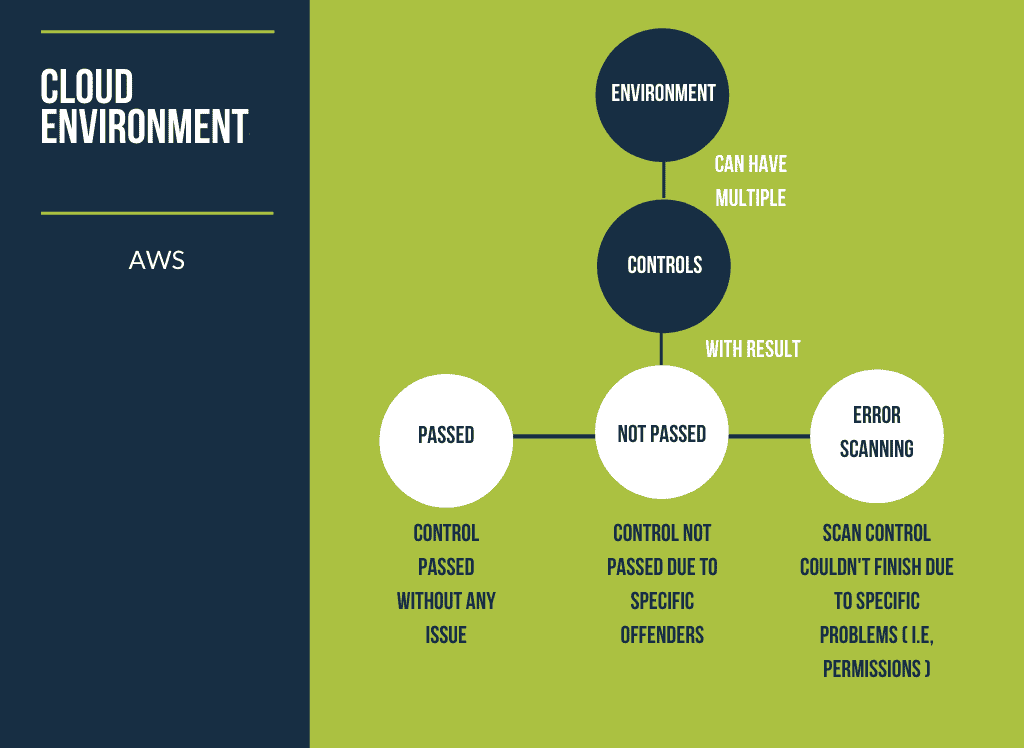 CLOUD
ENVIRONMENT
AWS
ENVIRONMENT
CAN HAVE
MULTIPLE
CONTROLS
WITH RESULT
PASSED
NOT PASSED
ERROR
SCANNING
CONTROL
PASSED
WITHOUT ANY
ISSUE
CONTROL NOT
PASSED DUE TO
SPECIFIC
OFFENDERS
SCAN CONTROL
COULDN'T FINISH DUE
TO SPECIFIC
PROBLEMS ( I.E,
PERMISSIONS )